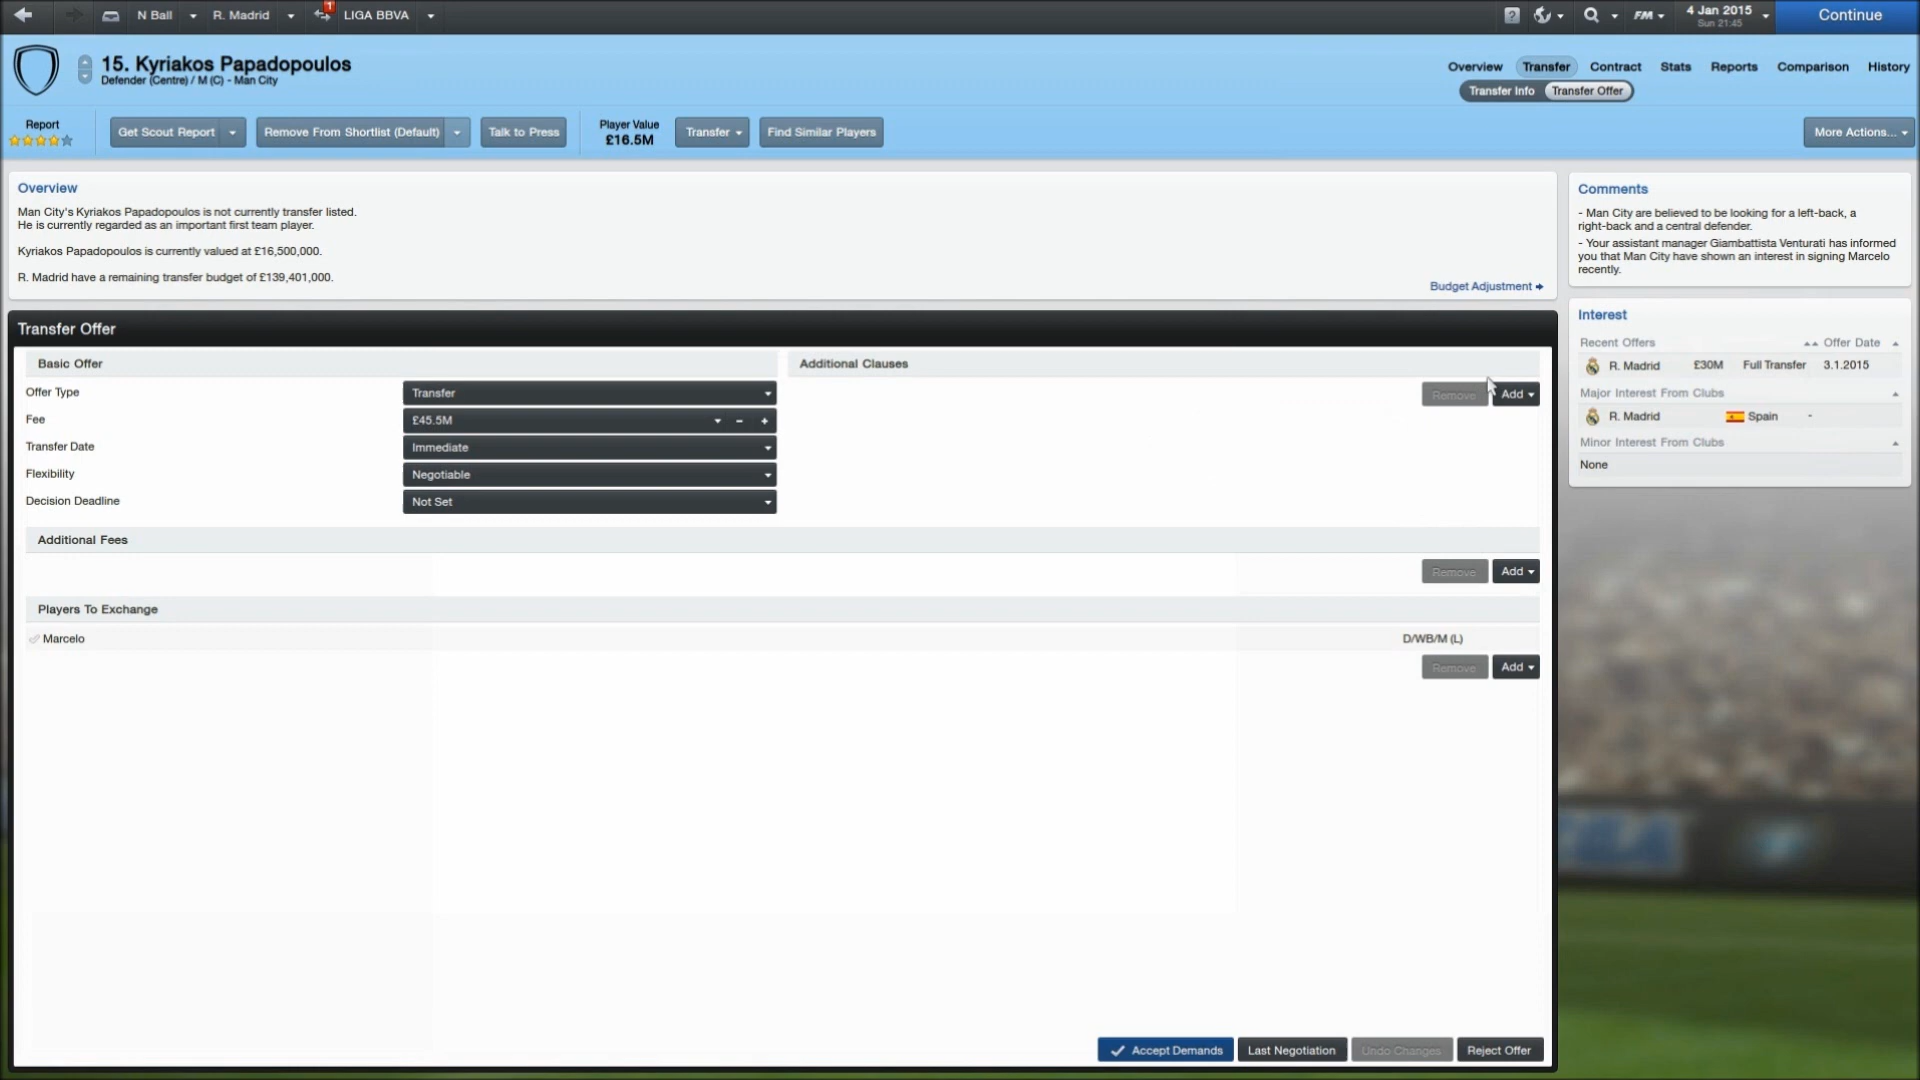 N Ball
R. Madrid
1
LIGA BBVA
?
FM
4 Jan 2015
Sun 21:45
Continue
15. Kyriakos Papadopoulos
Defender (Centre) / M (C) - Man City
Overview
Transfer
Contract
Stats
Reports
Comparison
History
Transfer Info
Transfer Offer
Report
Get Scout Report
Remove From Shortlist (Default)
Talk to Press
Player Value
£16.5M
Transfer
Find Similar Players
More Actions...
Overview
Man City's Kyriakos Papadopoulos is not currently transfer listed.
He is currently regarded as an important first team player.
Kyriakos Papadopoulos is currently valued at £16,500,000.
R. Madrid have a remaining transfer budget of £139,401,000.
Budget Adjustment
Comments
- Man City are believed to be looking for a left-back, a
right-back and a central defender.
- Your assistant manager Giambattista Venturati has informed
you that Man City have shown an interest in signing Marcelo
recently.
Interest
Recent Offers Offer Date
R. Madrid £30M Full Transfer 3.1.2015
Major Interest From Clubs
R. Madrid Spain -
Minor Interest From Clubs
None
Transfer Offer
Basic Offer
Offer Type Transfer
Fee £45.5M - +
Transfer Date Immediate
Flexibility Negotiable
Decision Deadline Not Set
Additional Clauses
Remove Add
Additional Fees
Remove Add
Players To Exchange
Marcelo D/WB/M (L)
Remove Add
Accept Demands
Last Negotiation
Undo Changes
Reject Offer